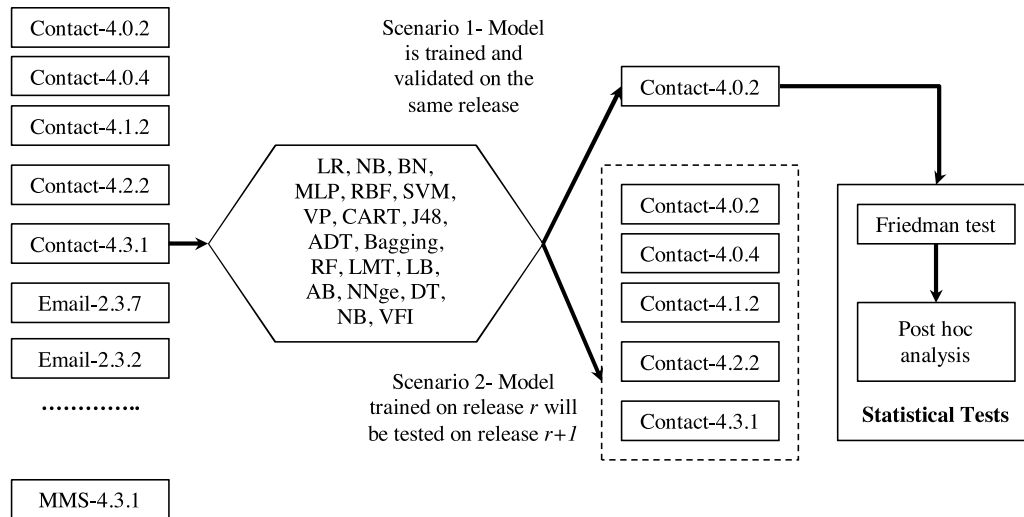 Contact-4.0.2
Contact-4.0.4
Contact-4.1.2
Contact-4.2.2
Contact-4.3.1
Email-2.3.7
Email-2.3.2
..............
MMS-4.3.1
LR, NB, BN,
MLP, RBF, SVM,
VP, CART, J48,
ADT, Bagging,
RF, LMT, LB,
AB, NNge, DT,
NB, VFI
Scenario 1- Model
is trained and
validated on the
same release
Scenario 2- Model
trained on release r will
be tested on release r+1
Contact-4.0.2
Contact-4.0.2
Contact-4.0.4
Contact-4.1.2
Contact-4.2.2
Contact-4.3.1
Friedman test
Post hoc
analysis
Statistical Tests